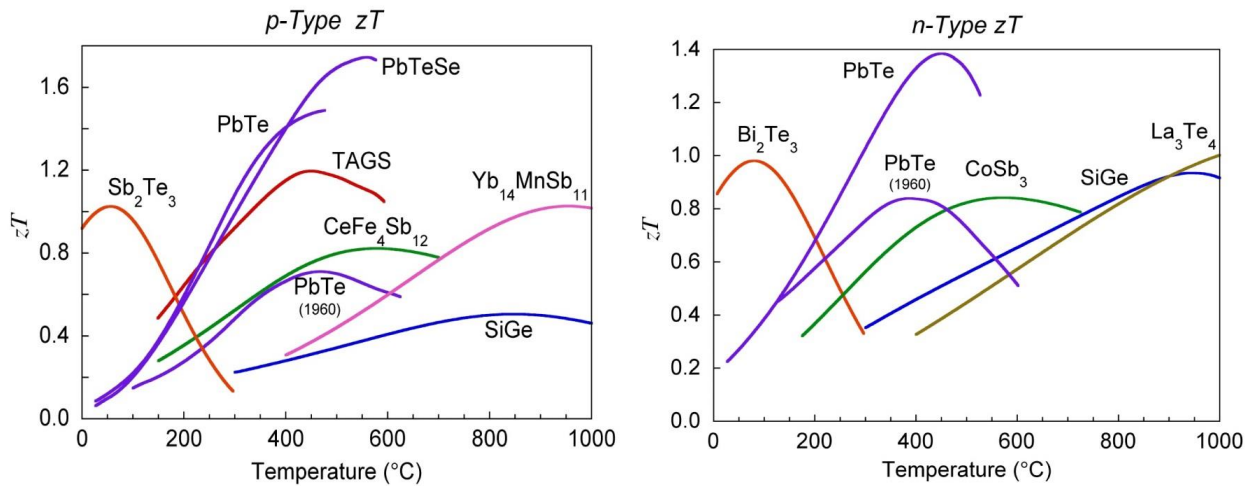 p-Type zT
1.6
1.2
0.8
0.4
0.0
zT
PbTeSe
PbTe
TAGS
Sb2Te3
Yb14MnSb11
CeFe4Sb12
PbTe
(1960)
SiGe
0 200 400 600 800 1000
Temperature (°C)
n-Type zT
1.4
1.2
1.0
0.8
0.6
0.4
0.2
0.0
zT
PbTe
Bi2Te3
La3Te4
PbTe
(1960)
CoSb3
SiGe
0 200 400 600 800 1000
Temperature (°C)